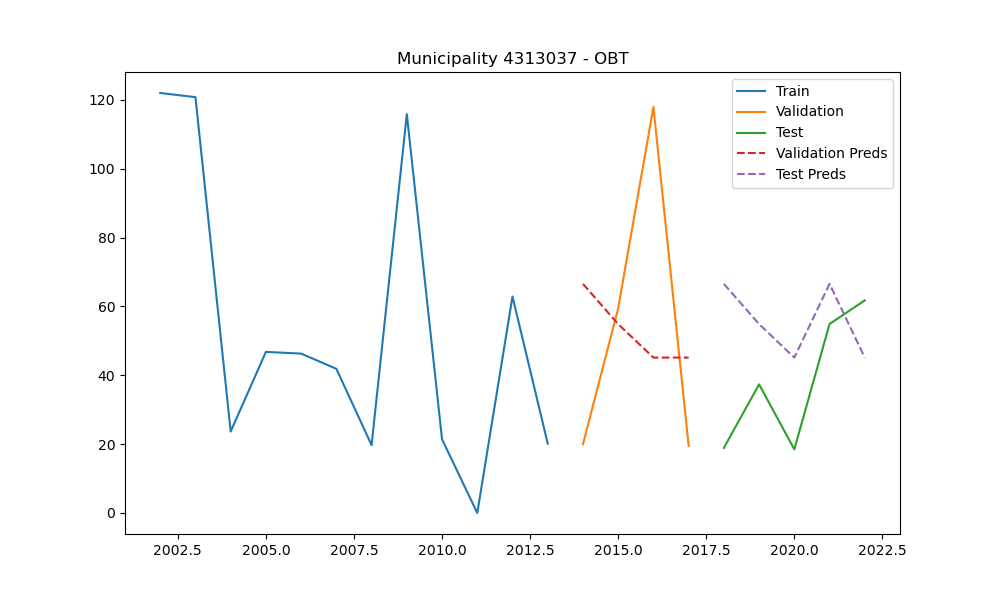 Municipality 4313037 - OBT
Train
Validation
Test
Validation Preds
Test Preds
120
100
80
60
40
20
0
2002.5 2005.0 2007.5 2010.0 2012.5 2015.0 2017.5 2020.0 2022.5